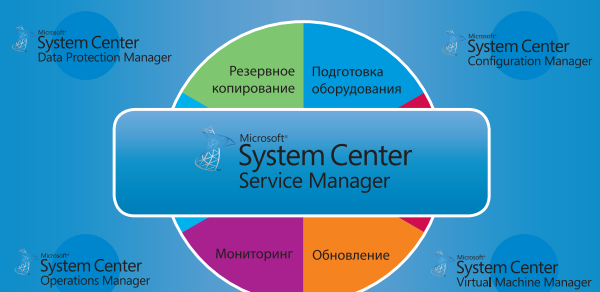 Microsoft®
System Center
Data Protection Manager
Microsoft®
System Center
Configuration Manager
Резервное
копирование
Подготовка
оборудования
Microsoft®
System Center
Service Manager
Мониторинг
Обновление
Microsoft®
System Center
Operations Manager
Microsoft®
System Center
Virtual Machine Manager